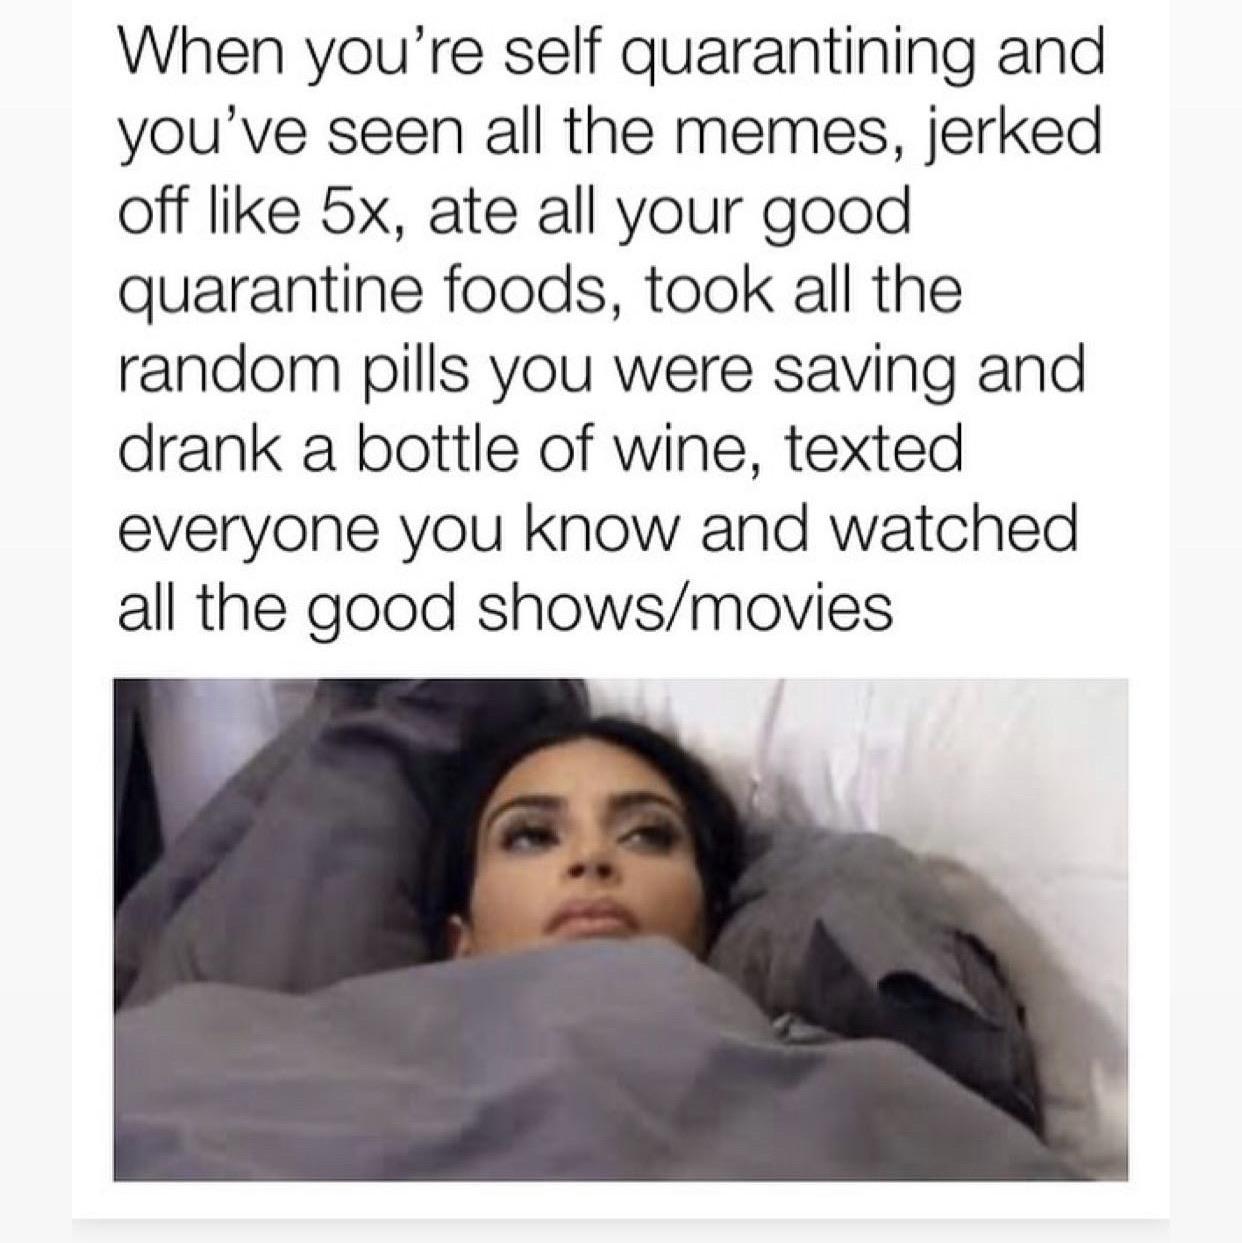 When you’re self quarantining and
you’ve seen all the memes, jerked
off like 5x, ate all your good
quarantine foods, took all the
random pills you were saving and
drank a bottle of wine, texted
everyone you know and watched
all the good shows/movies